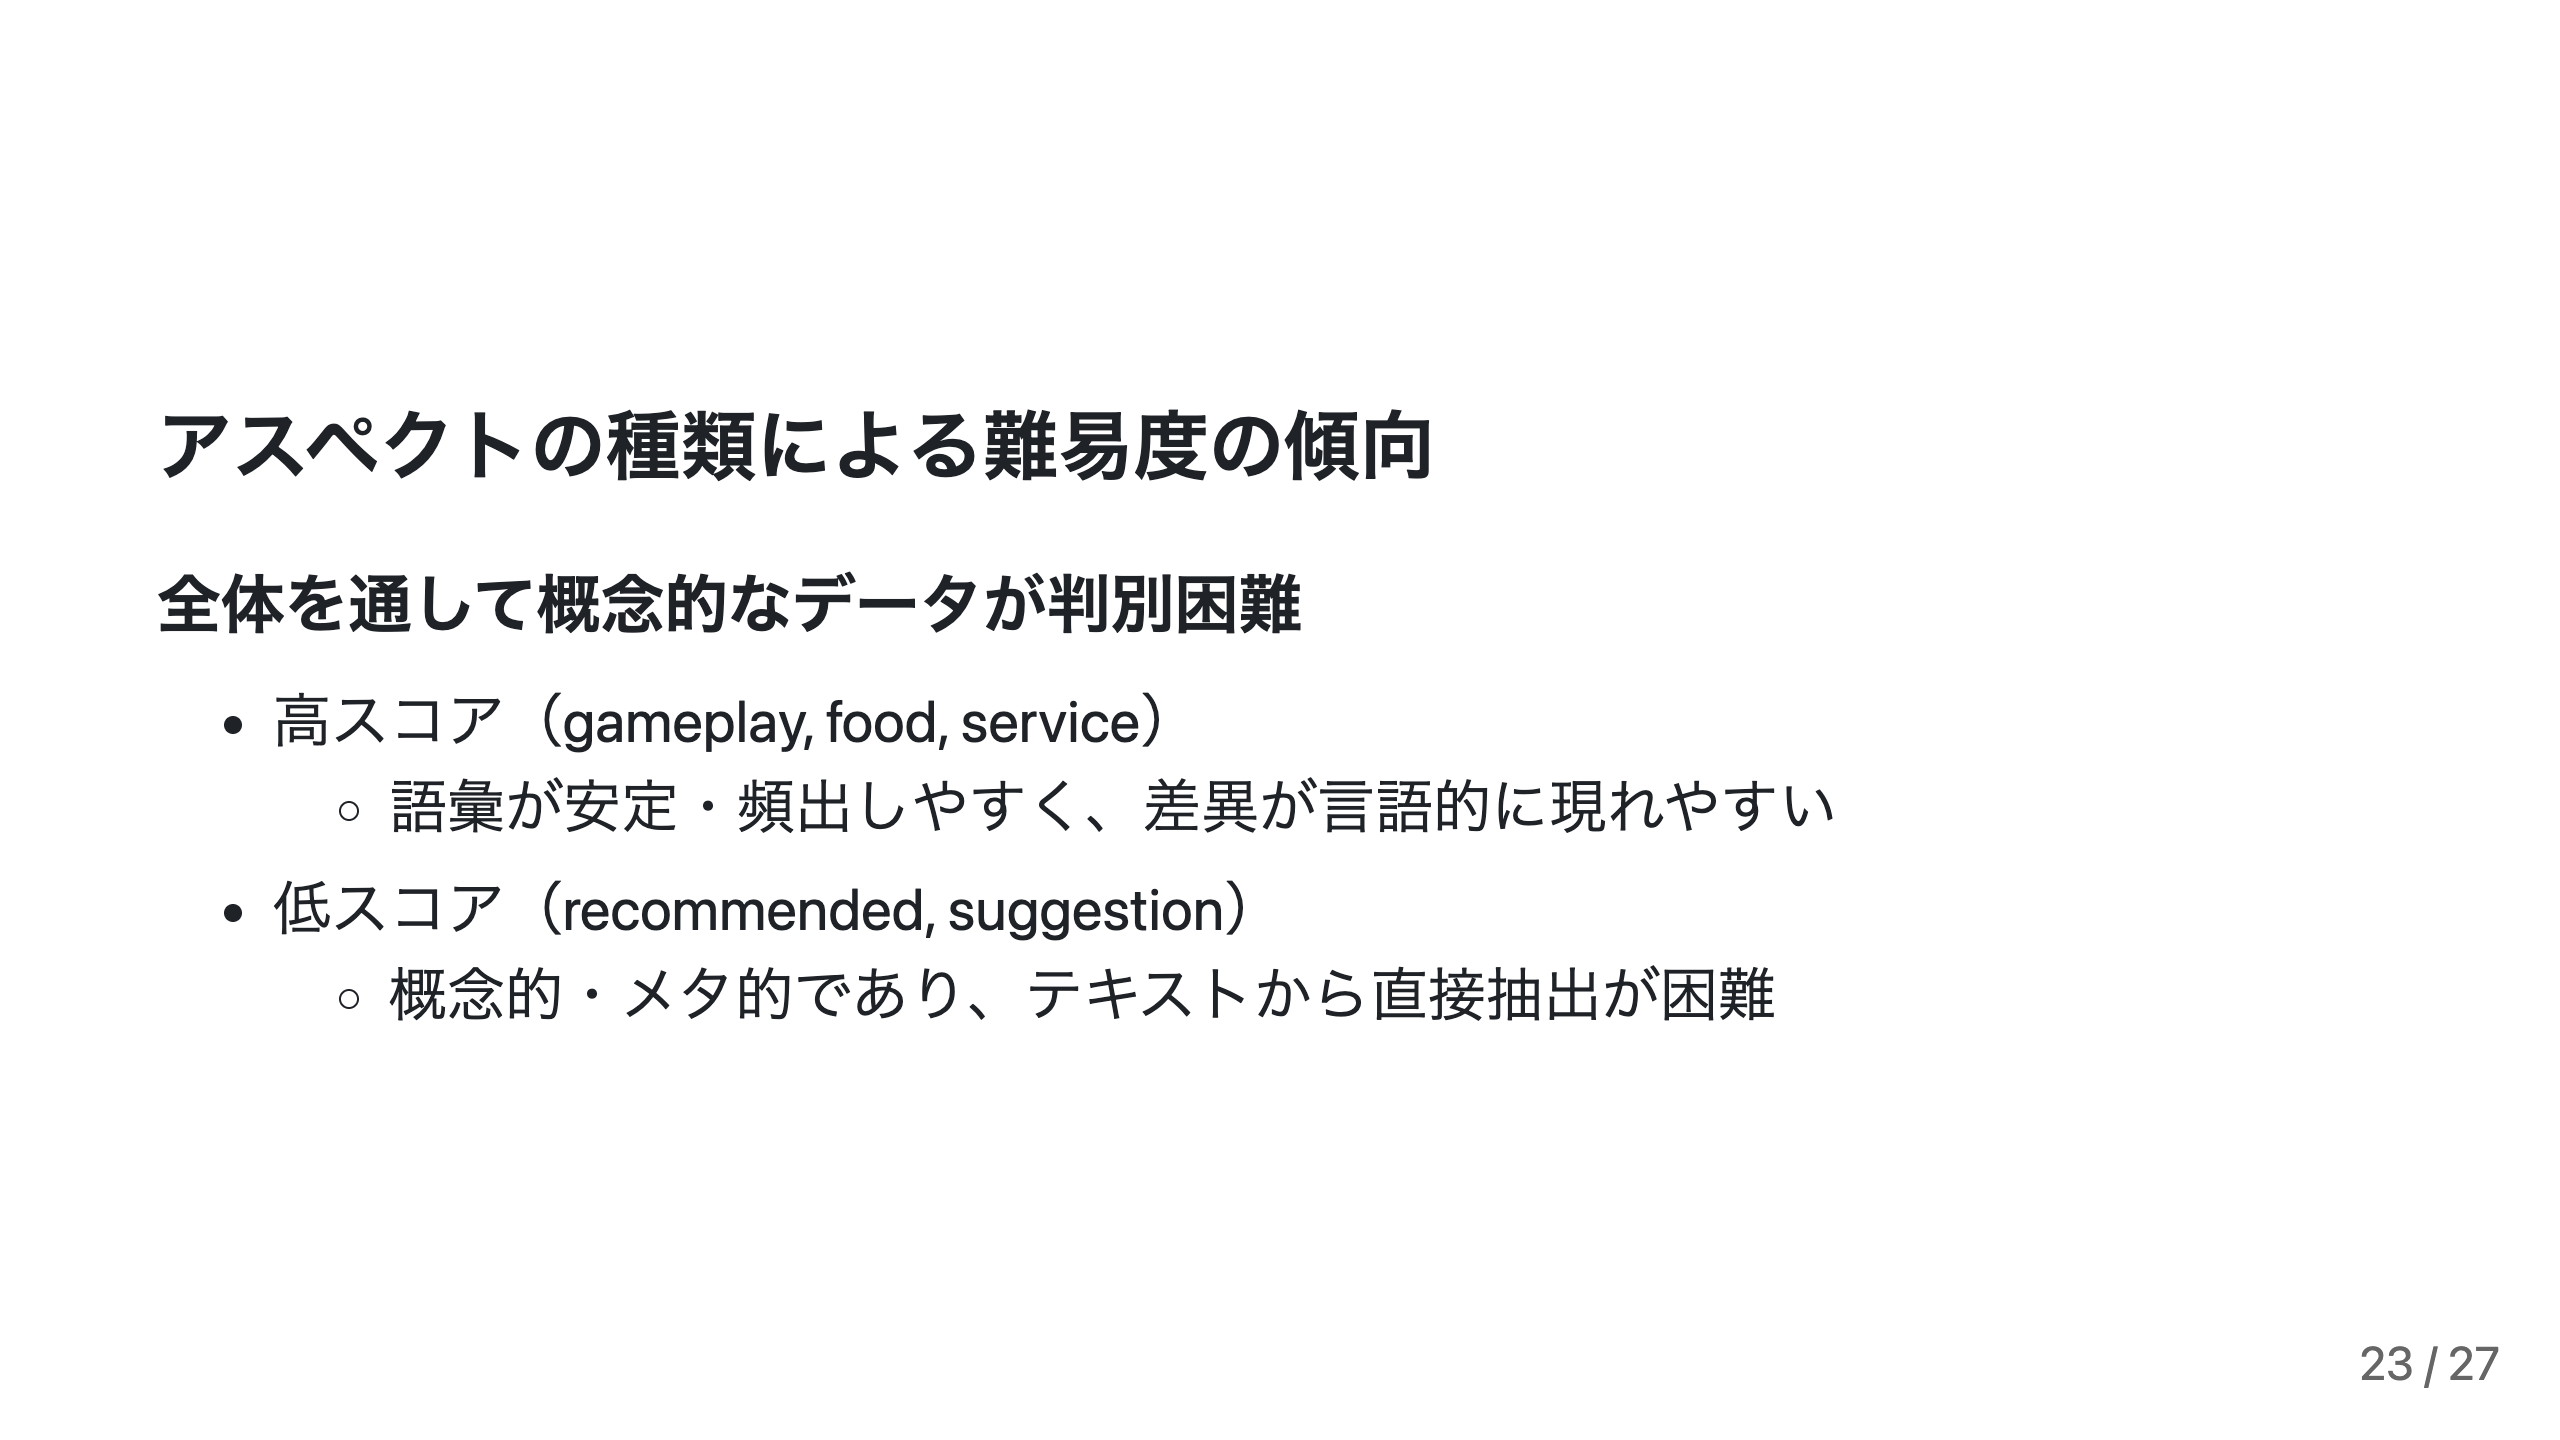 アスペクトの種類による難易度の傾向
全体を通して概念的なデータが判別困難
• 高スコア（gameplay, food, service）
◦ 語彙が安定・頻出しやすく、差異が言語的に現れやすい
• 低スコア（recommended, suggestion）
◦ 概念的・メタ的であり、テキストから直接抽出が困難
23 / 27